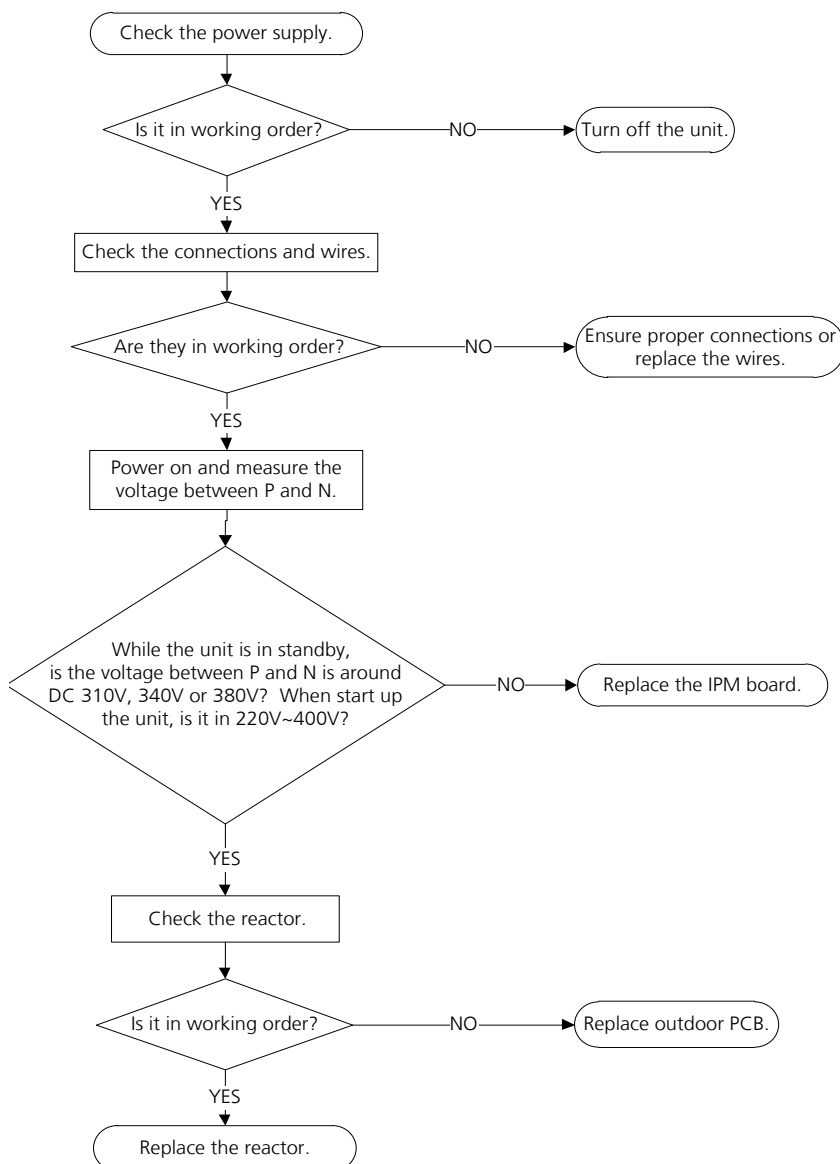 Check the power supply.
Is it in working order?
NO
Turn off the unit.
YES
Check the connections and wires.
Are they in working order?
NO
Ensure proper connections or
replace the wires.
YES
Power on and measure the
voltage between P and N.
While the unit is in standby,
is the voltage between P and N is around
DC 310V, 340V or 380V? When start up
the unit, is it in 220V~400V?
NO
Replace the IPM board.
YES
Check the reactor.
Is it in working order?
NO
Replace outdoor PCB.
YES
Replace the reactor.